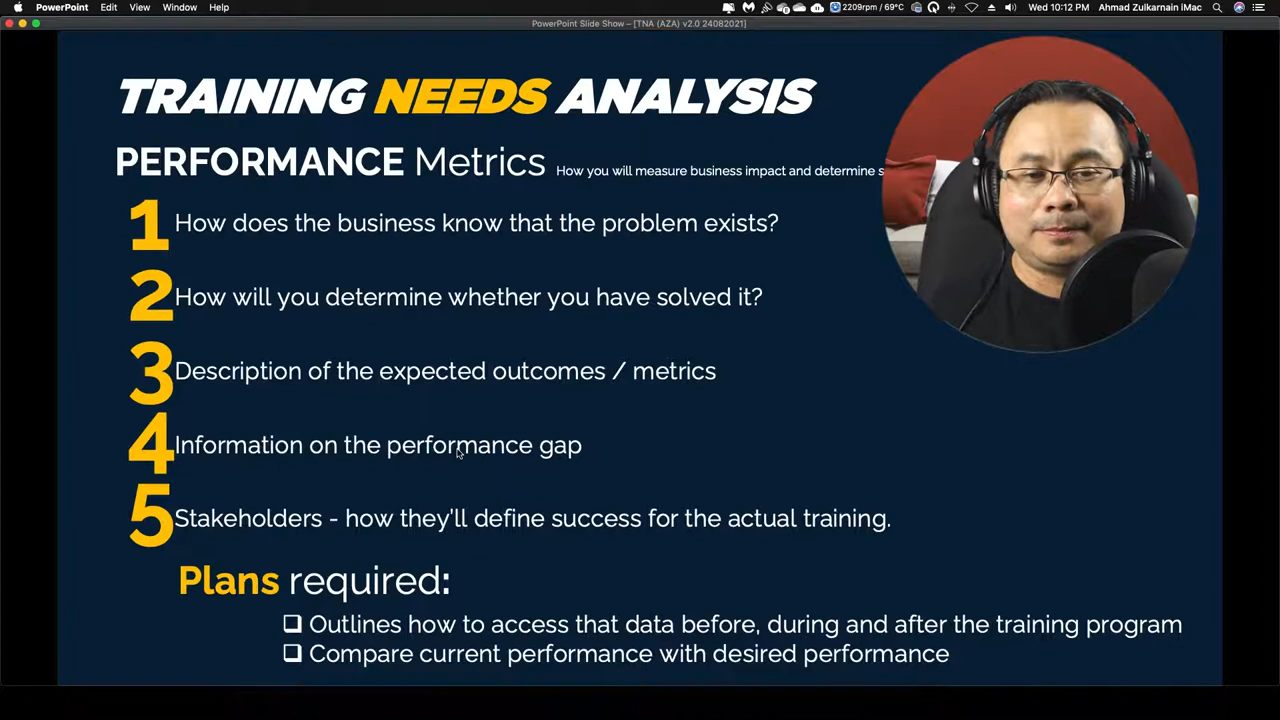 PowerPoint File Edit View Window Help 2209rpm / 69°C Wed 10:12 PM Ahmad Zulkarnain iMac
PowerPoint Slide Show – [TNA (AZA) v2.0 24082021]
TRAINING NEEDS ANALYSIS
PERFORMANCE Metrics How you will measure business impact and determine s
1 How does the business know that the problem exists?
2 How will you determine whether you have solved it?
3 Description of the expected outcomes / metrics
4 Information on the performance gap
5 Stakeholders - how they’ll define success for the actual training.
Plans required:
❑ Outlines how to access that data before, during and after the training program
❑ Compare current performance with desired performance